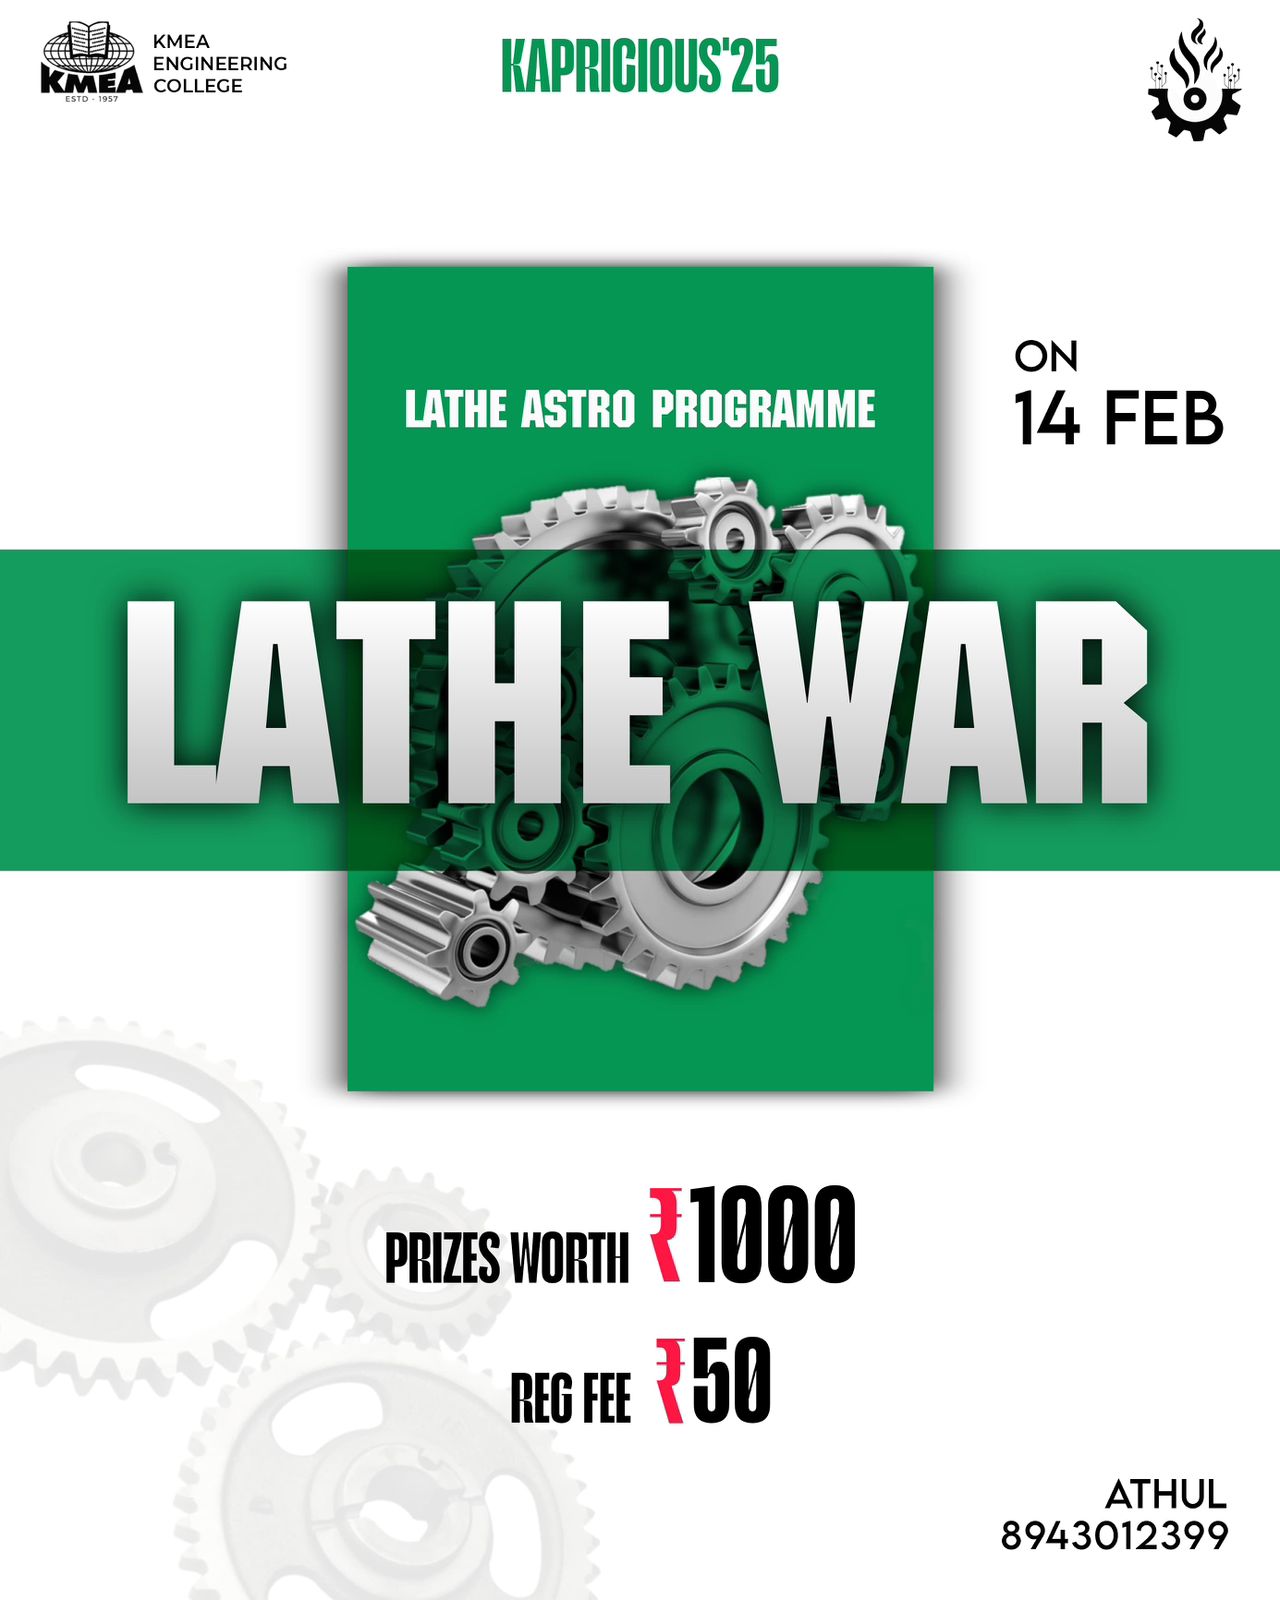 KMEA
ESTD - 1957
KMEA
ENGINEERING
COLLEGE
KAPRICIOUS'25
LATHE ASTRO PROGRAMME
ON
14 FEB
LATHE WAR
PRIZES WORTH ₹1000
REG FEE ₹50
ATHUL
8943012399